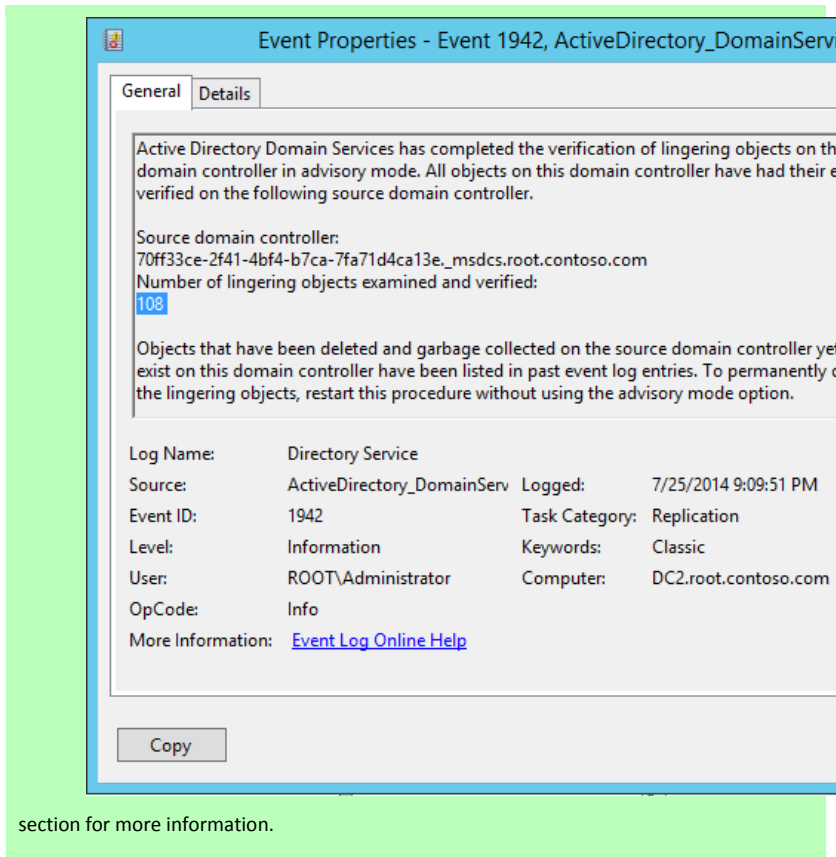 Event Properties - Event 1942, ActiveDirectory_DomainServi
General Details
Active Directory Domain Services has completed the verification of lingering objects on th
domain controller in advisory mode. All objects on this domain controller have had their e
verified on the following source domain controller.
Source domain controller:
70ff33ce-2f41-4bf4-b7ca-7fa71d4ca13e._msdcs.root.contoso.com
Number of lingering objects examined and verified:
108
Objects that have been deleted and garbage collected on the source domain controller yet
exist on this domain controller have been listed in past event log entries. To permanently d
the lingering objects, restart this procedure without using the advisory mode option.
Log Name: Directory Service
Source: ActiveDirectory_DomainServ Logged: 7/25/2014 9:09:51 PM
Event ID: 1942 Task Category: Replication
Level: Information Keywords: Classic
User: ROOT\Administrator Computer: DC2.root.contoso.com
OpCode: Info
More Information: Event Log Online Help
Copy
section for more information.